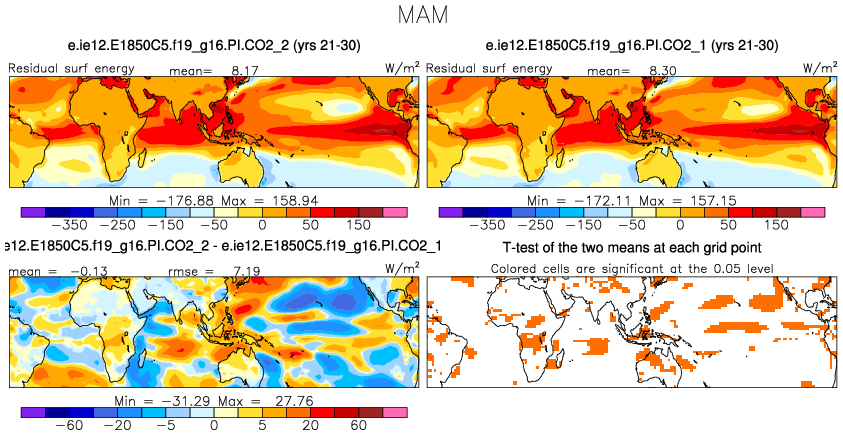 MAM
e.ie12.E1850C5.f19_g16.PI.CO2_2 (yrs 21-30)
Residual surf energy mean= 8.17 W/m²
Min = -176.88 Max = 158.94
-350 -250 -150 -50 0 50 150
e.ie12.E1850C5.f19_g16.PI.CO2_1 (yrs 21-30)
Residual surf energy mean= 8.30 W/m²
Min = -172.11 Max = 157.15
-350 -250 -150 -50 0 50 150
e12.E1850C5.f19_g16.PI.CO2_2 - e.ie12.E1850C5.f19_g16.PI.CO2_1
mean = -0.13 rmse = 7.19 W/m²
Min = -31.29 Max = 27.76
-60 -20 -5 0 5 20 60
T-test of the two means at each grid point
Colored cells are significant at the 0.05 level